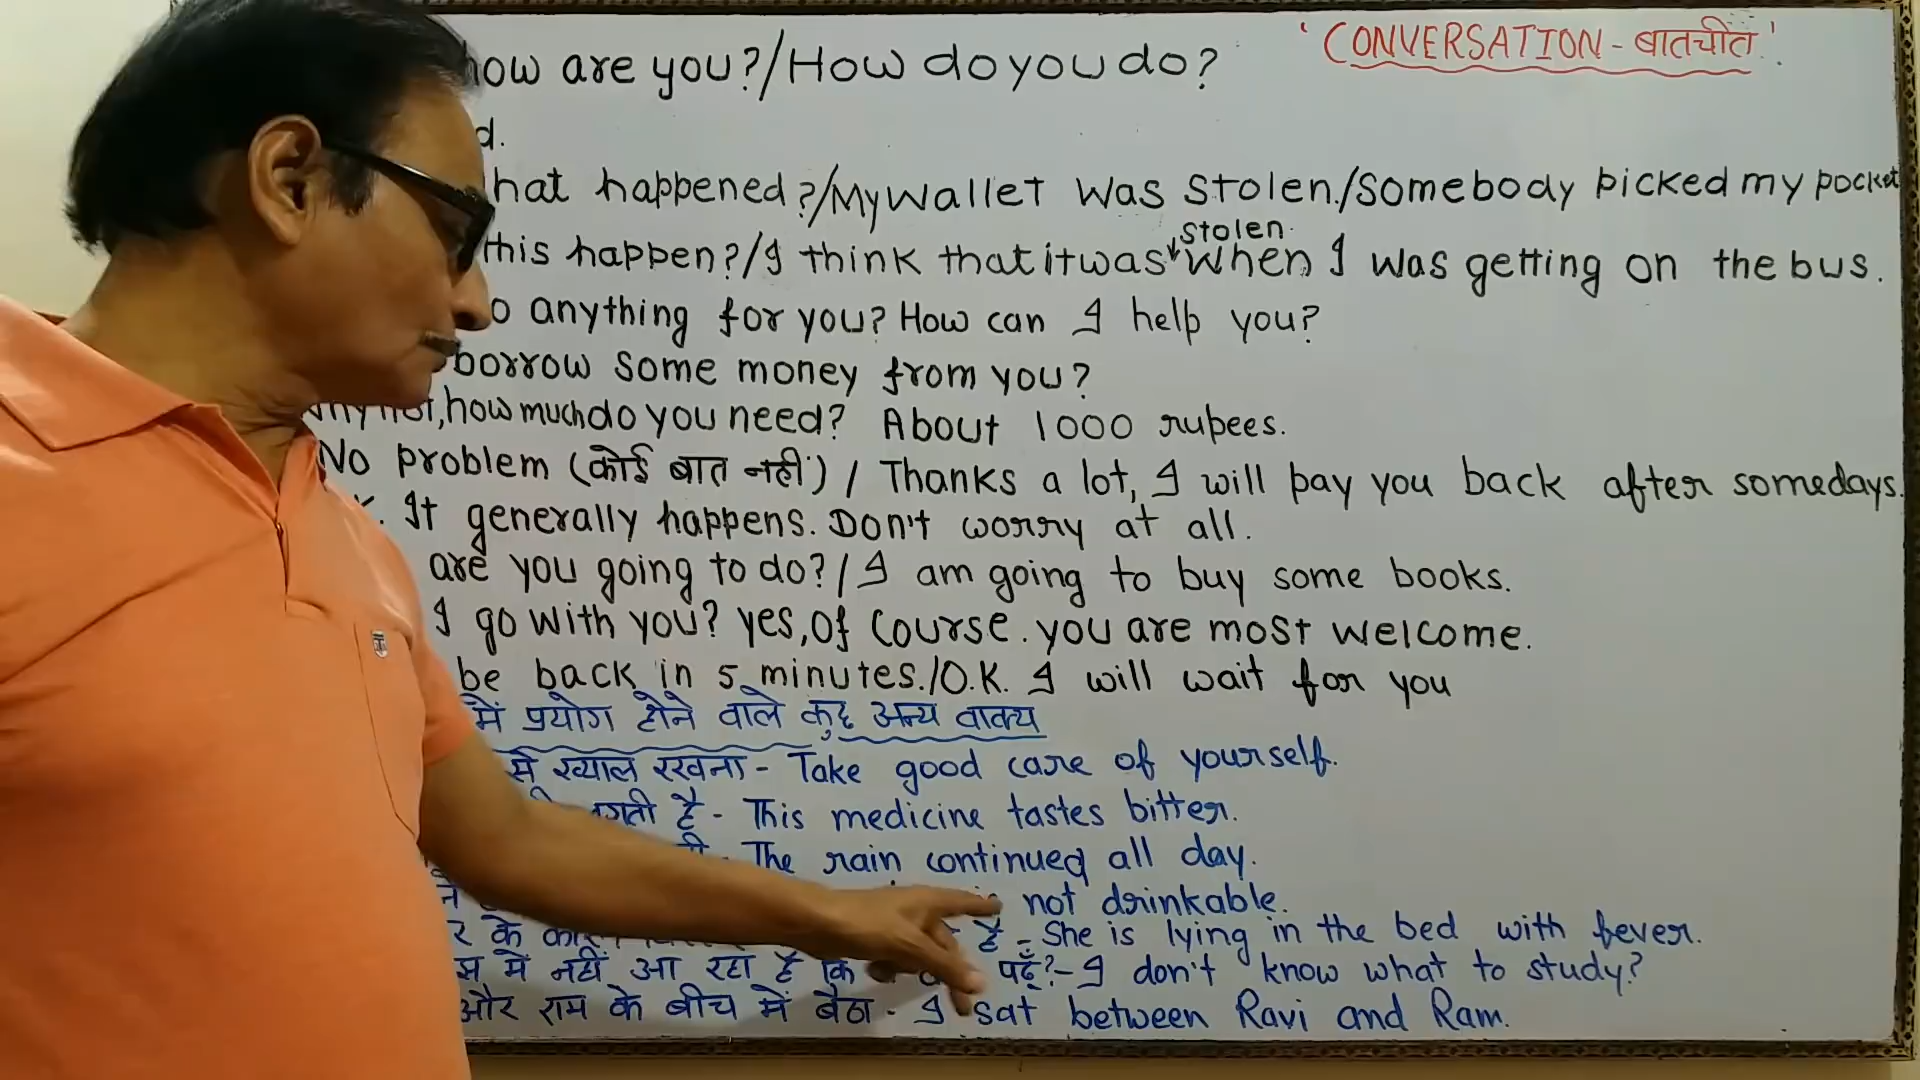 'CONVERSATION - बातचीत'
how are you?/How do you do?
d.
hat happened?/My wallet was stolen./somebody picked my pocket
stolen.
this happen?/I think that it was when I was getting on the bus.
o anything for you? How can I help you?
borrow some money from you?
Why not, how much do you need? About 1000 rupees.
No problem (कोई बात नहीं) / Thanks a lot, I will pay you back after somedays.
K. It generally happens. Don't worry at all.
are you going to do?/I am going to buy some books.
I go with you? yes, of course. you are most welcome.
be back in 5 minutes./O.K. I will wait for you
में प्रयोग होने वाले कुछ अन्य वाक्य
से ख्याल रखना - Take good care of yourself.
लगती है - This medicine tastes bitter.
- The rain continued all day.
not drinkable.
र के है - She is lying in the bed with fever.
में नहीं आ रहा है कि पढ़ूँ? - I don't know what to study?
और राम के बीच में बैठा - I sat between Ravi and Ram.